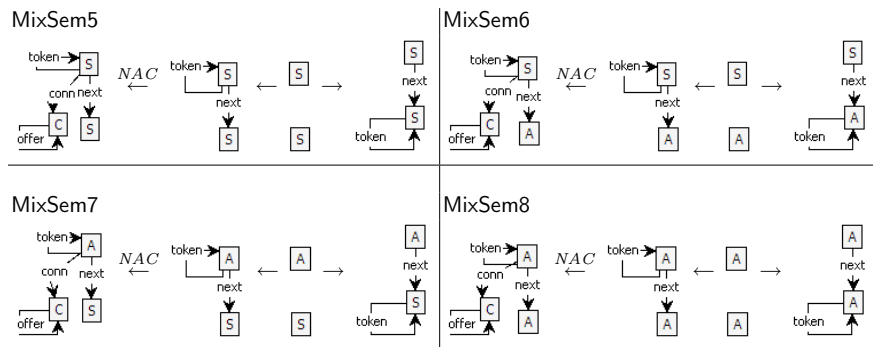 MixSem5
token S NAC token S S S
conn next next next
C S S S S
offer token
MixSem6
token S NAC token S S S
conn next next next
C A A A A
offer token
MixSem7
token A NAC token A A A
conn next next next
C S S S S
offer token
MixSem8
token A NAC token A A A
conn next next next
C A A A A
offer token